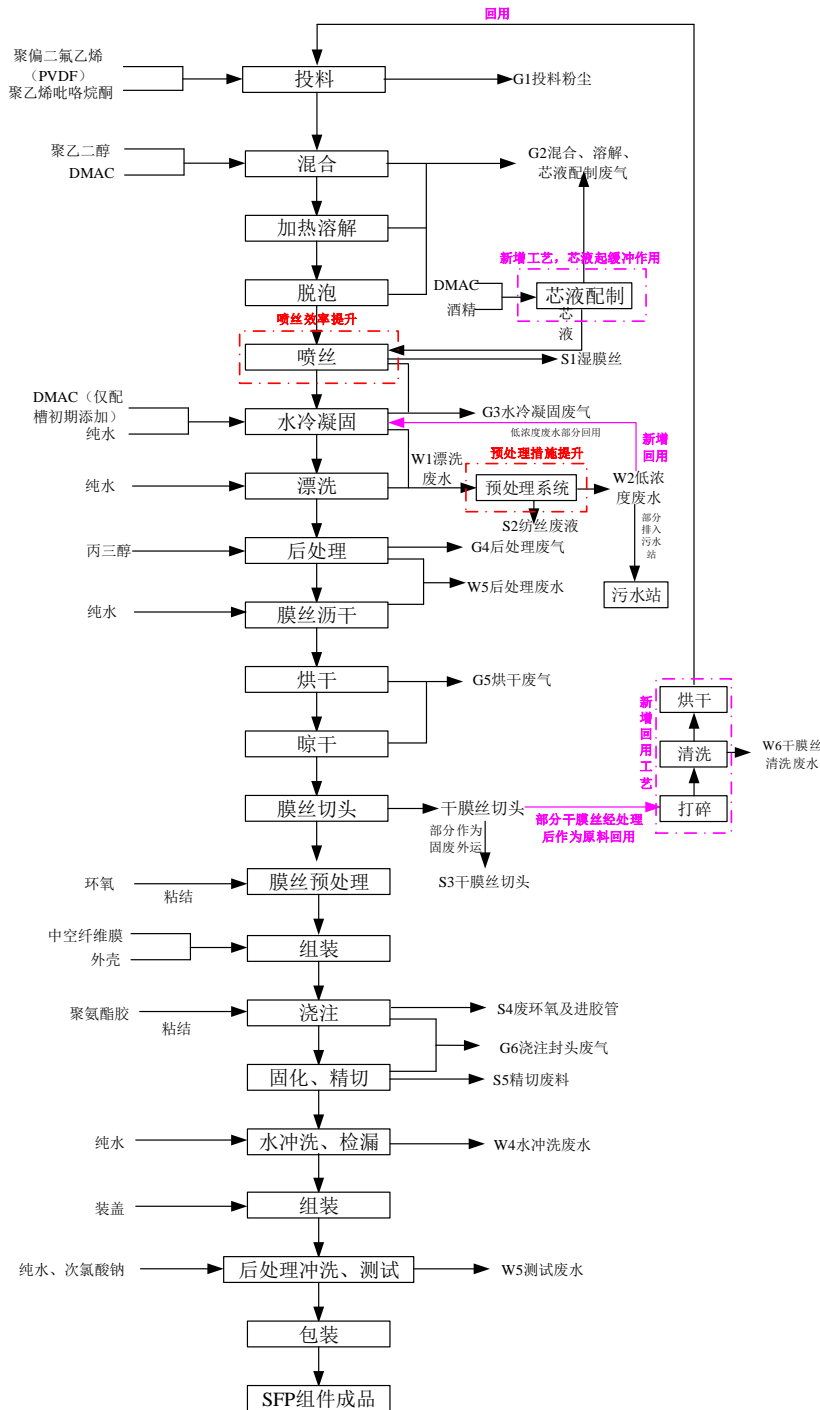 回用
聚偏二氟乙烯
（PVDF）
聚乙烯吡咯烷酮
投料
G1投料粉尘
聚乙二醇
DMAC
混合
G2混合、溶解、
芯液配制废气
加热溶解
新增工艺，芯液起缓冲作用
脱泡
DMAC
酒精
芯液配制
芯
液
喷丝效率提升
喷丝
S1湿膜丝
DMAC（仅配
槽初期添加）
纯水
水冷凝固
G3水冷凝固废气
低浓度废水部分回用
新增
回用
纯水
漂洗
W1漂洗
废水
预处理措施提升
预处理系统
W2低浓
度废水
S2纺丝废液
部分
排入
污水
站
丙三醇
后处理
G4后处理废气
W5后处理废水
污水站
纯水
膜丝沥干
烘干
G5烘干废气
晾干
新
增
回
用
工
艺
烘干
清洗
W6干膜丝
清洗废水
打碎
膜丝切头
干膜丝切头
部分干膜丝经处理
后作为原料回用
部分作为
固废外运
S3干膜丝切头
环氧
粘结
膜丝预处理
中空纤维膜
外壳
组装
聚氨酯胶
粘结
浇注
S4废环氧及进胶管
G6浇注封头废气
固化、精切
S5精切废料
纯水
水冲洗、检漏
W4水冲洗废水
装盖
组装
纯水、次氯酸钠
后处理冲洗、测试
W5测试废水
包装
SFP组件成品